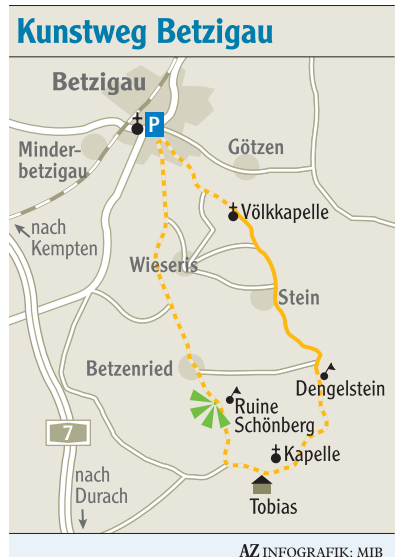 Kunstweg Betzigau
Betzigau
P
Götzen
Minder-
betzigau
Völkkapelle
nach
Kempten
Wieseris
Stein
Betzenried
Dengelstein
Ruine
Schönberg
7
Kapelle
nach
Durach
Tobias
AZ INFOGRAFIK: MIB